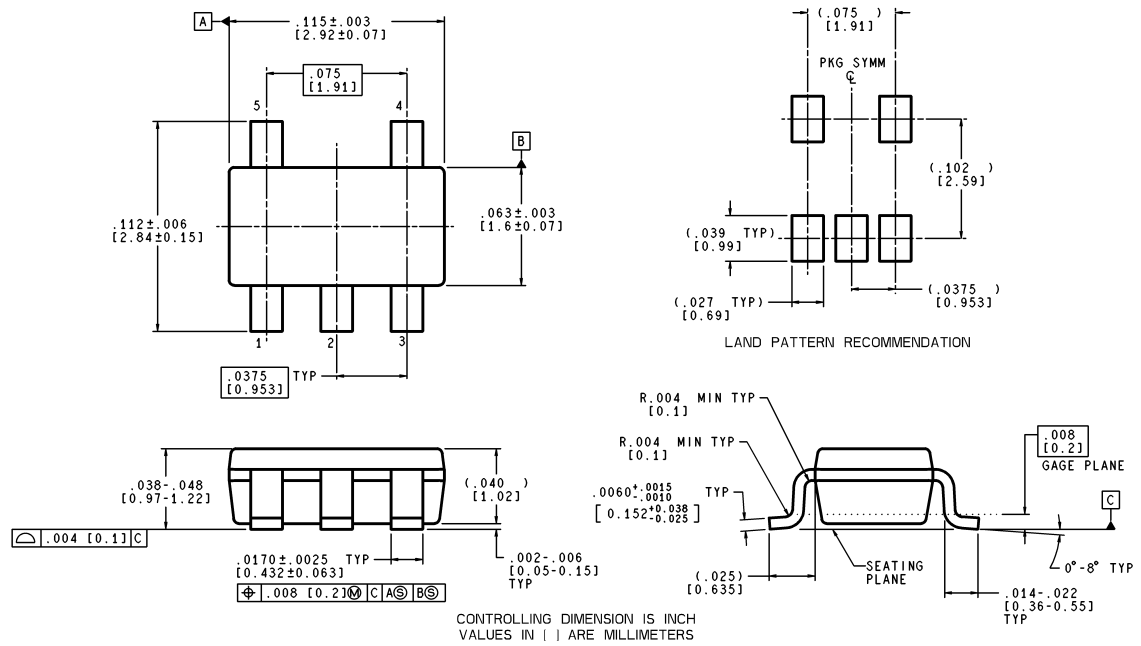 A
.115±.003
[2.92±0.07]
.075
[1.91]
5
4
B
.112±.006
[2.84±0.15]
.063±.003
[1.6±0.07]
1
2
3
.0375 TYP
[0.953]
(.075 )
[1.91]
PKG SYMM
℄
(.102 )
[2.59]
(.039 TYP)
[0.99]
(.027 TYP)
[0.69]
(.0375 )
[0.953]
LAND PATTERN RECOMMENDATION
.038-.048
[0.97-1.22]
(.040 )
[1.02]
⌓ .004 [0.1] C
.0170±.0025 TYP
[0.432±0.063]
⌖ .008 [0.2]Ⓜ C AⓈ BⓈ
.002-.006
[0.05-0.15]
TYP
R.004 MIN TYP
[0.1]
R.004 MIN TYP
[0.1]
.0060+.0015 -.0010 TYP
[0.152+0.038 -0.025]
.008
[0.2]
GAGE PLANE
C
(.025)
[0.635]
SEATING
PLANE
0°-8° TYP
.014-.022
[0.36-0.55]
TYP
CONTROLLING DIMENSION IS INCH
VALUES IN [ ] ARE MILLIMETERS